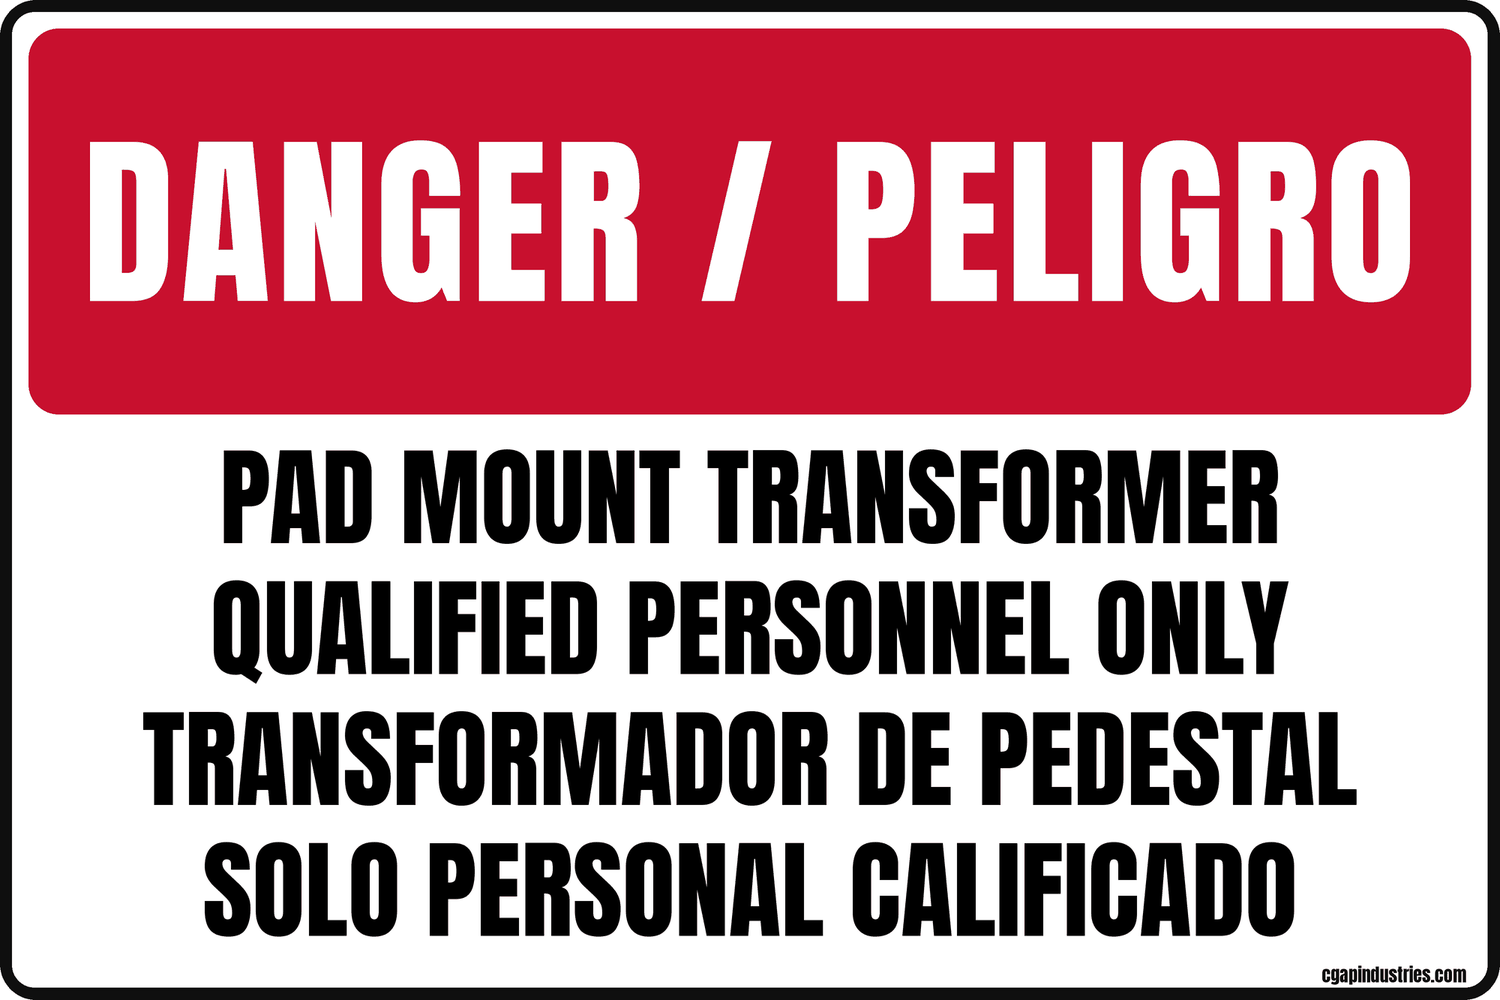 DANGER / PELIGRO
PAD MOUNT TRANSFORMER
QUALIFIED PERSONNEL ONLY
TRANSFORMADOR DE PEDESTAL
SOLO PERSONAL CALIFICADO
cgapindustries.com